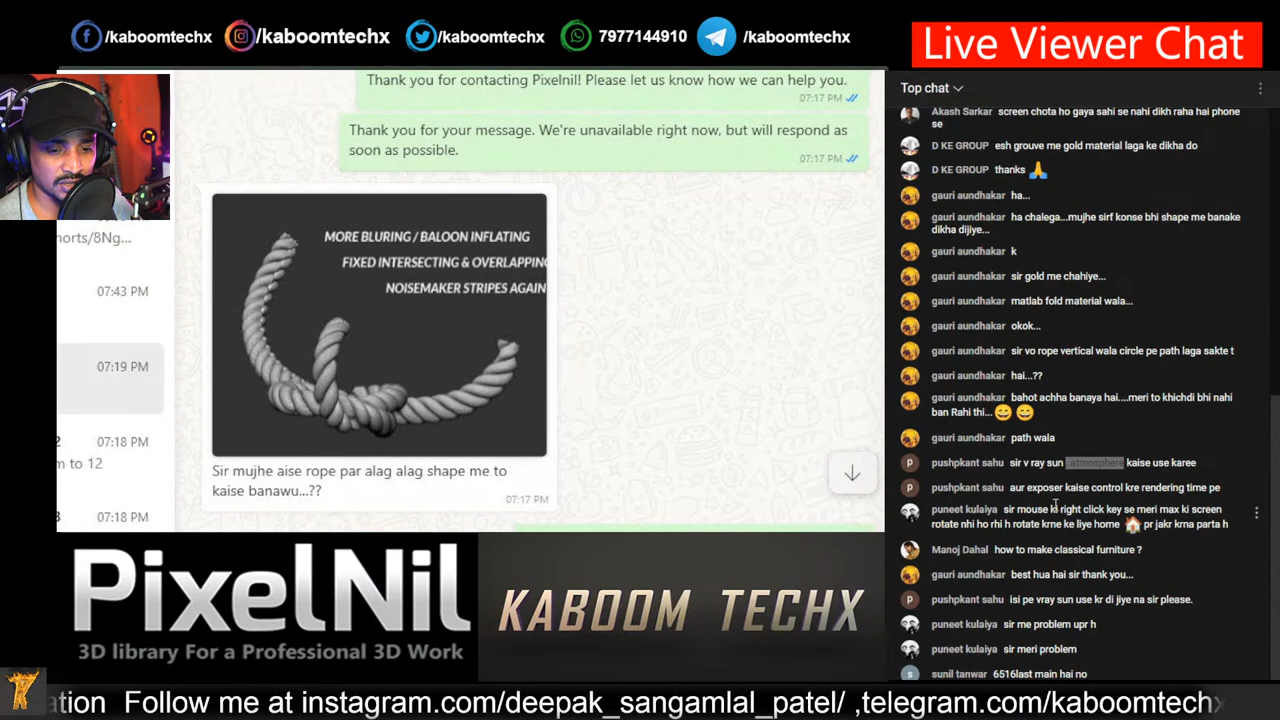 /kaboomtechx
/kaboomtechx
/kaboomtechx
7977144910
/kaboomtechx
Live Viewer Chat
Thank you for contacting Pixelnil! Please let us know how we can help you.
07:17 PM
Thank you for your message. We're unavailable right now, but will respond as
soon as possible.
07:17 PM
horts/8Ng...
07:43 PM
07:19 PM
2
07:18 PM
m to 12
3
07:18 PM
MORE BLURING / BALOON INFLATING
FIXED INTERSECTING & OVERLAPPING
NOISEMAKER STRIPES AGAIN
Sir mujhe aise rope par alag alag shape me to
kaise banawu...??
07:17 PM
Top chat
Akash Sarkar screen chota ho gaya sahi se nahi dikh raha hai phone
se
D KE GROUP esh grouve me gold material laga ke dikha do
D KE GROUP thanks 🙏
gauri aundhakar ha...
gauri aundhakar ha chalega...mujhe sirf konse bhi shape me banake
dikha dijiye...
gauri aundhakar k
gauri aundhakar sir gold me chahiye...
gauri aundhakar matlab fold material wala...
gauri aundhakar okok...
gauri aundhakar sir vo rope vertical wala circle pe path laga sakte t
gauri aundhakar hai...??
gauri aundhakar bahot achha banaya hai....meri to khichdi bhi nahi
ban Rahi thi...😄 😄
gauri aundhakar path wala
pushpkant sahu sir v ray sun , atmosphere kaise use karee
pushpkant sahu aur exposer kaise control kre rendering time pe
puneet kulaiya sir mouse ki right click key se meri max ki screen
rotate nhi ho rhi h rotate krne ke liye home 🏠 pr jakr krna parta h
Manoj Dahal how to make classical furniture ?
gauri aundhakar best hua hai sir thank you...
pushpkant sahu isi pe vray sun use kr di jiye na sir please.
puneet kulaiya sir me problem upr h
puneet kulaiya sir meri problem
sunil tanwar 6516last main hai no
PixelNil
3D library For a Professional 3D Work
KABOOM TECHX
ation Follow me at instagram.com/deepak_sangamlal_patel/ ,telegram.com/kaboomtechx